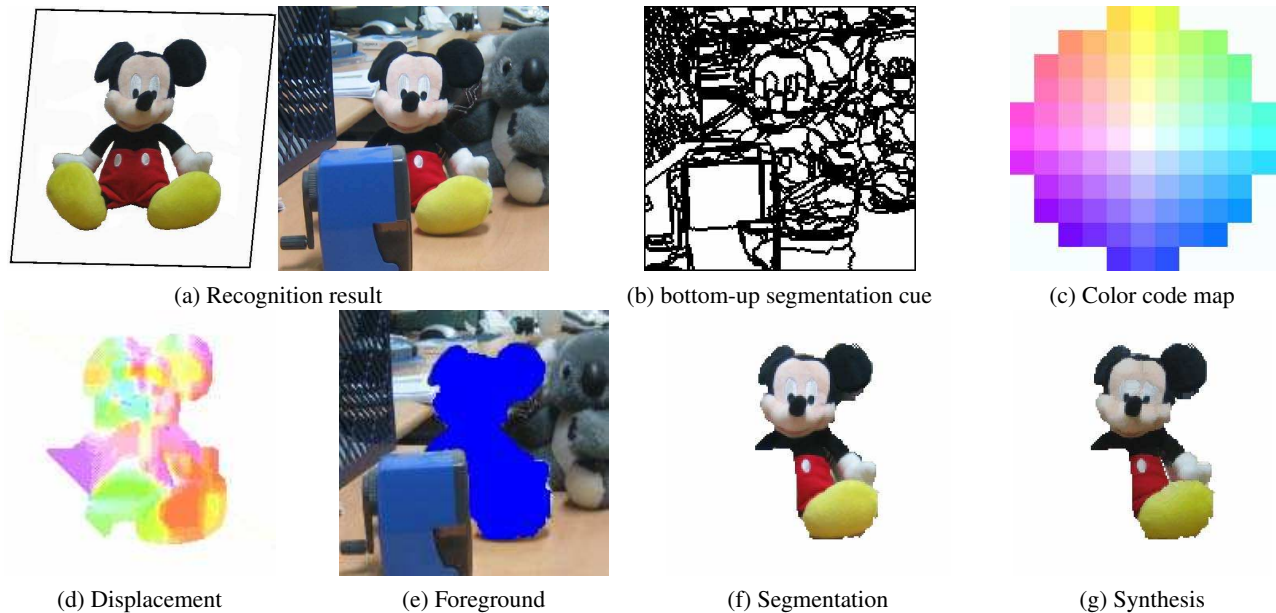 (a) Recognition result
(b) bottom-up segmentation cue
(c) Color code map
(d) Displacement
(e) Foreground
(f) Segmentation
(g) Synthesis